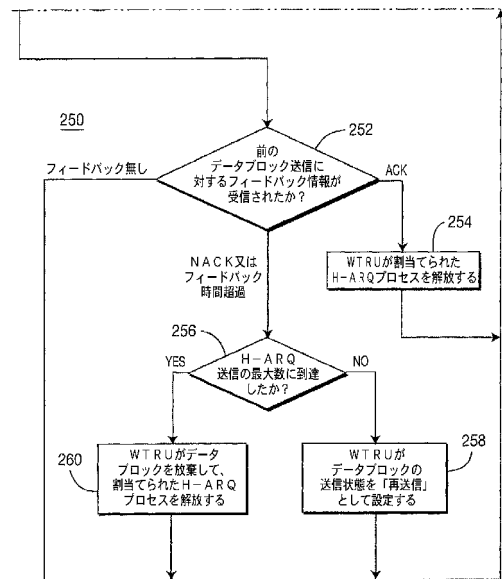 250
252
前の
データブロック送信に
対するフィードバック情報が
受信されたか？
フィードバック無し
ACK
254
WTRUが割当てられた
H-ARQプロセスを解放する
NACK又は
フィードバック
時間超過
256
H-ARQ
送信の最大数に到達
したか？
YES
NO
WTRUがデータ
ブロックを放棄して、
割当てられたH-ARQ
プロセスを解放する
260
WTRUが
データブロックの
送信状態を「再送信」
として設定する
258